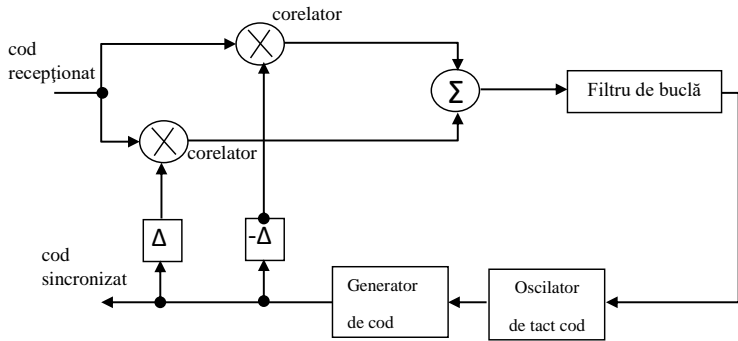 corelator
cod
recepţionat
Σ
Filtru de buclă
corelator
Δ
-Δ
cod
sincronizat
Generator
de cod
Oscilator
de tact cod